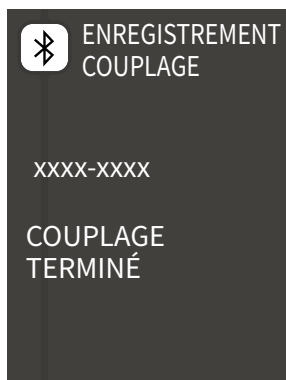 ENREGISTREMENT
COUPLAGE
xxxx-xxxx
COUPLAGE
TERMINÉ